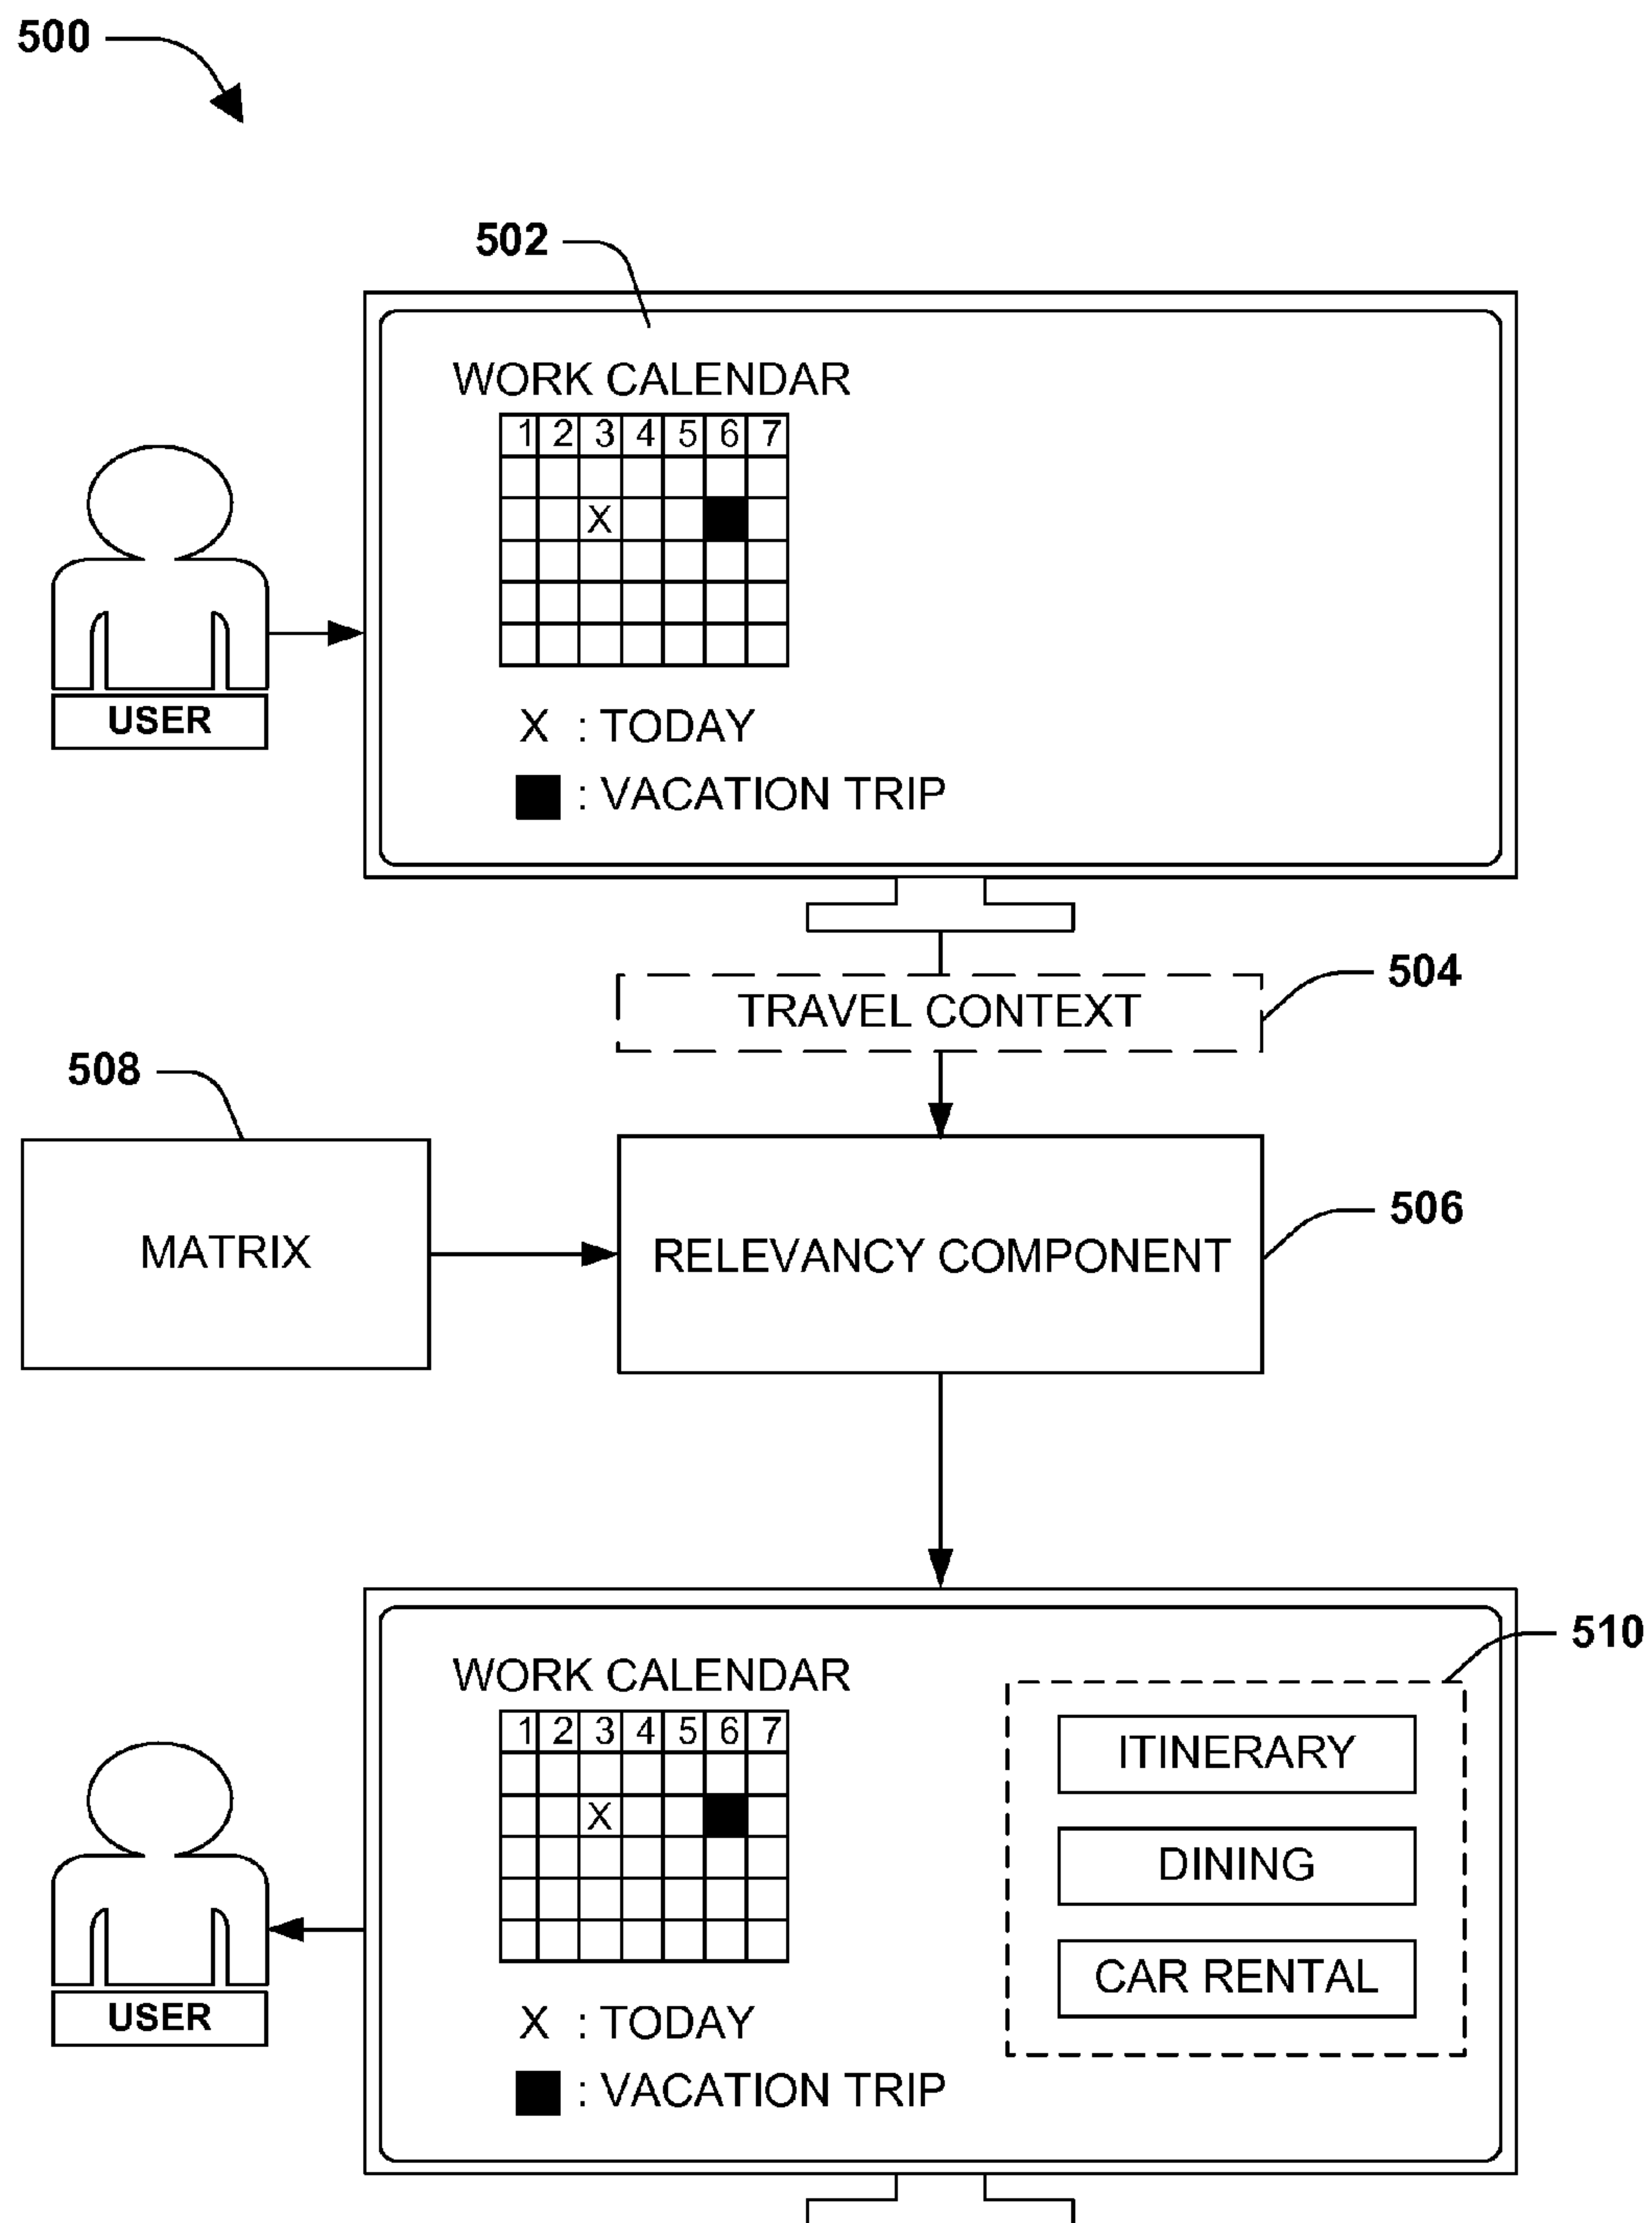 500
502
WORK CALENDAR
1 2 3 4 5 6 7
X
X : TODAY
: VACATION TRIP
USER
504
TRAVEL CONTEXT
508
MATRIX
506
RELEVANCY COMPONENT
510
WORK CALENDAR
1 2 3 4 5 6 7
X
X : TODAY
: VACATION TRIP
ITINERARY
DINING
CAR RENTAL
USER